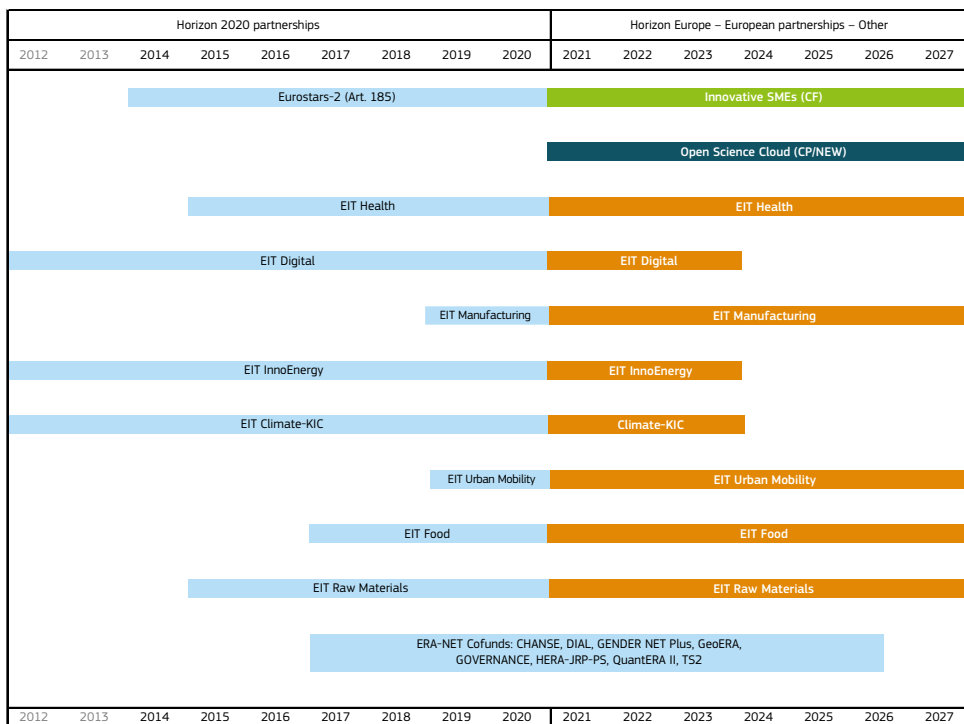 Horizon 2020 partnerships
Horizon Europe – European partnerships – Other
2012 2013 2014 2015 2016 2017 2018 2019 2020 2021 2022 2023 2024 2025 2026 2027
Eurostars-2 (Art. 185)
Innovative SMEs (CF)
Open Science Cloud (CP/NEW)
EIT Health
EIT Health
EIT Digital
EIT Digital
EIT Manufacturing
EIT Manufacturing
EIT InnoEnergy
EIT InnoEnergy
EIT Climate-KIC
Climate-KIC
EIT Urban Mobility
EIT Urban Mobility
EIT Food
EIT Food
EIT Raw Materials
EIT Raw Materials
ERA-NET Cofunds: CHANSE, DIAL, GENDER NET Plus, GeoERA,
GOVERNANCE, HERA-JRP-PS, QuantERA II, TS2
2012 2013 2014 2015 2016 2017 2018 2019 2020 2021 2022 2023 2024 2025 2026 2027